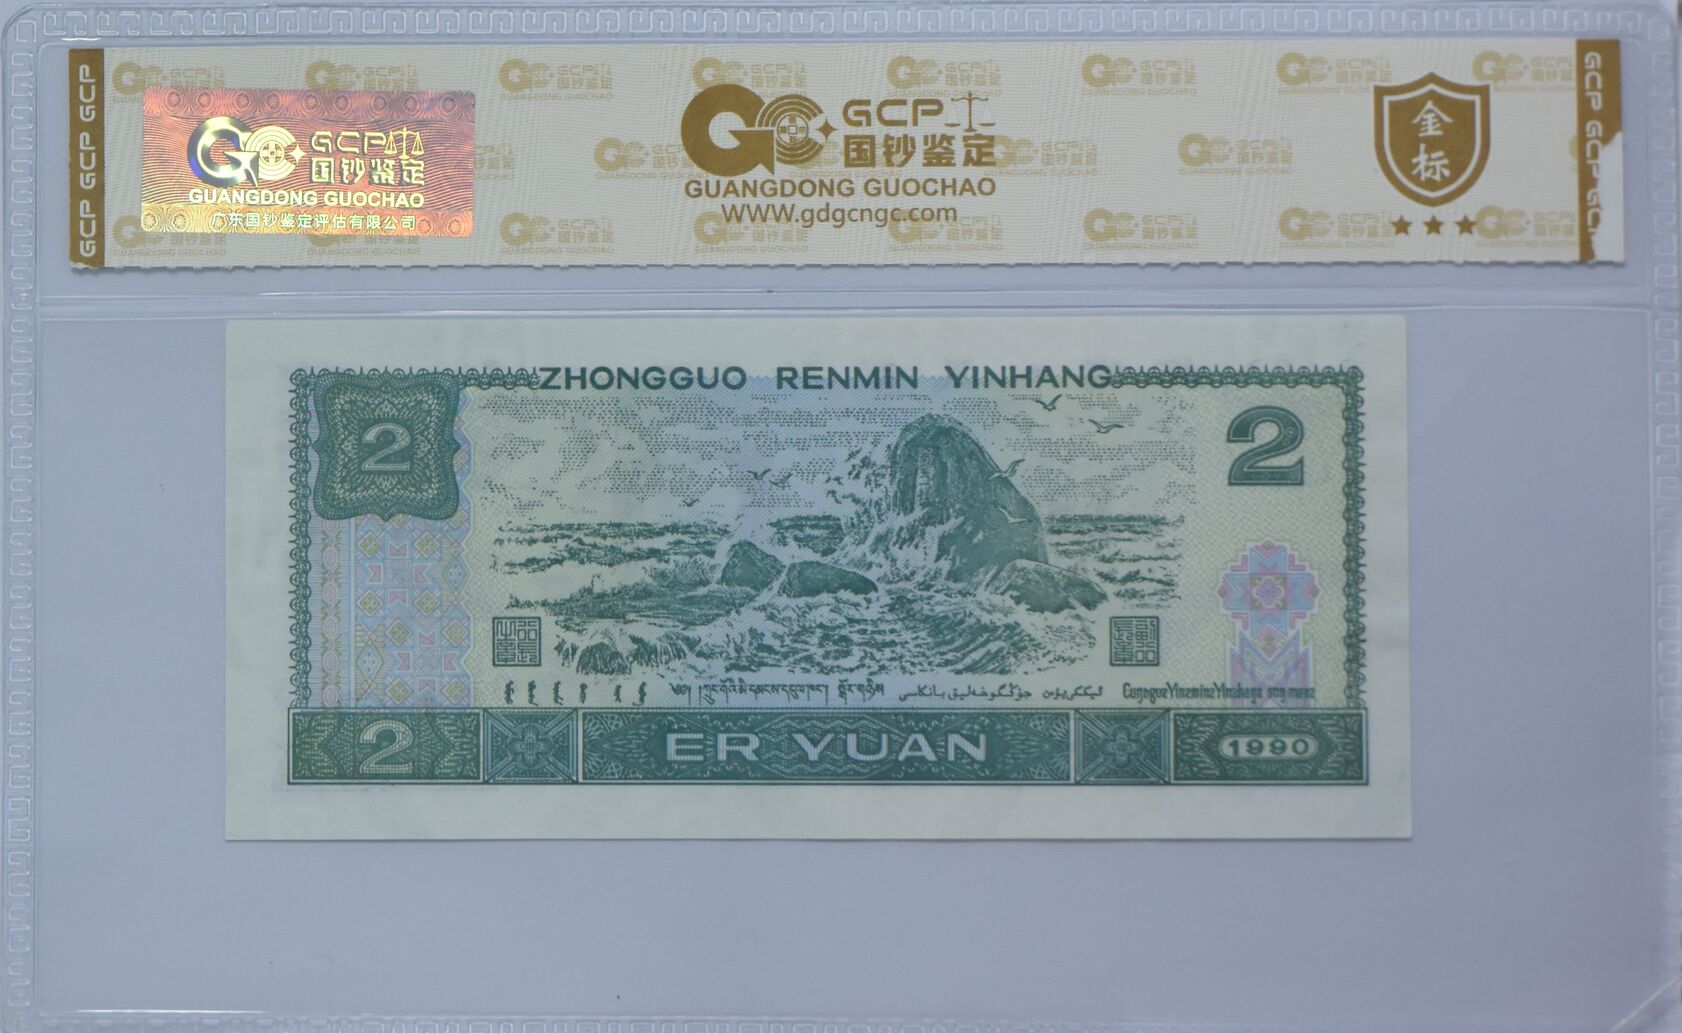 GCP GCP GCP
GCP
国钞鉴定
GUANGDONG GUOCHAO
广东国钞鉴定评估有限公司
GCP
国钞鉴定
GUANGDONG GUOCHAO
WWW.gdgcngc.com
金标
GCP GCP GCP
ZHONGGUO RENMIN YINHANG
2
2
2
ER YUAN
1990